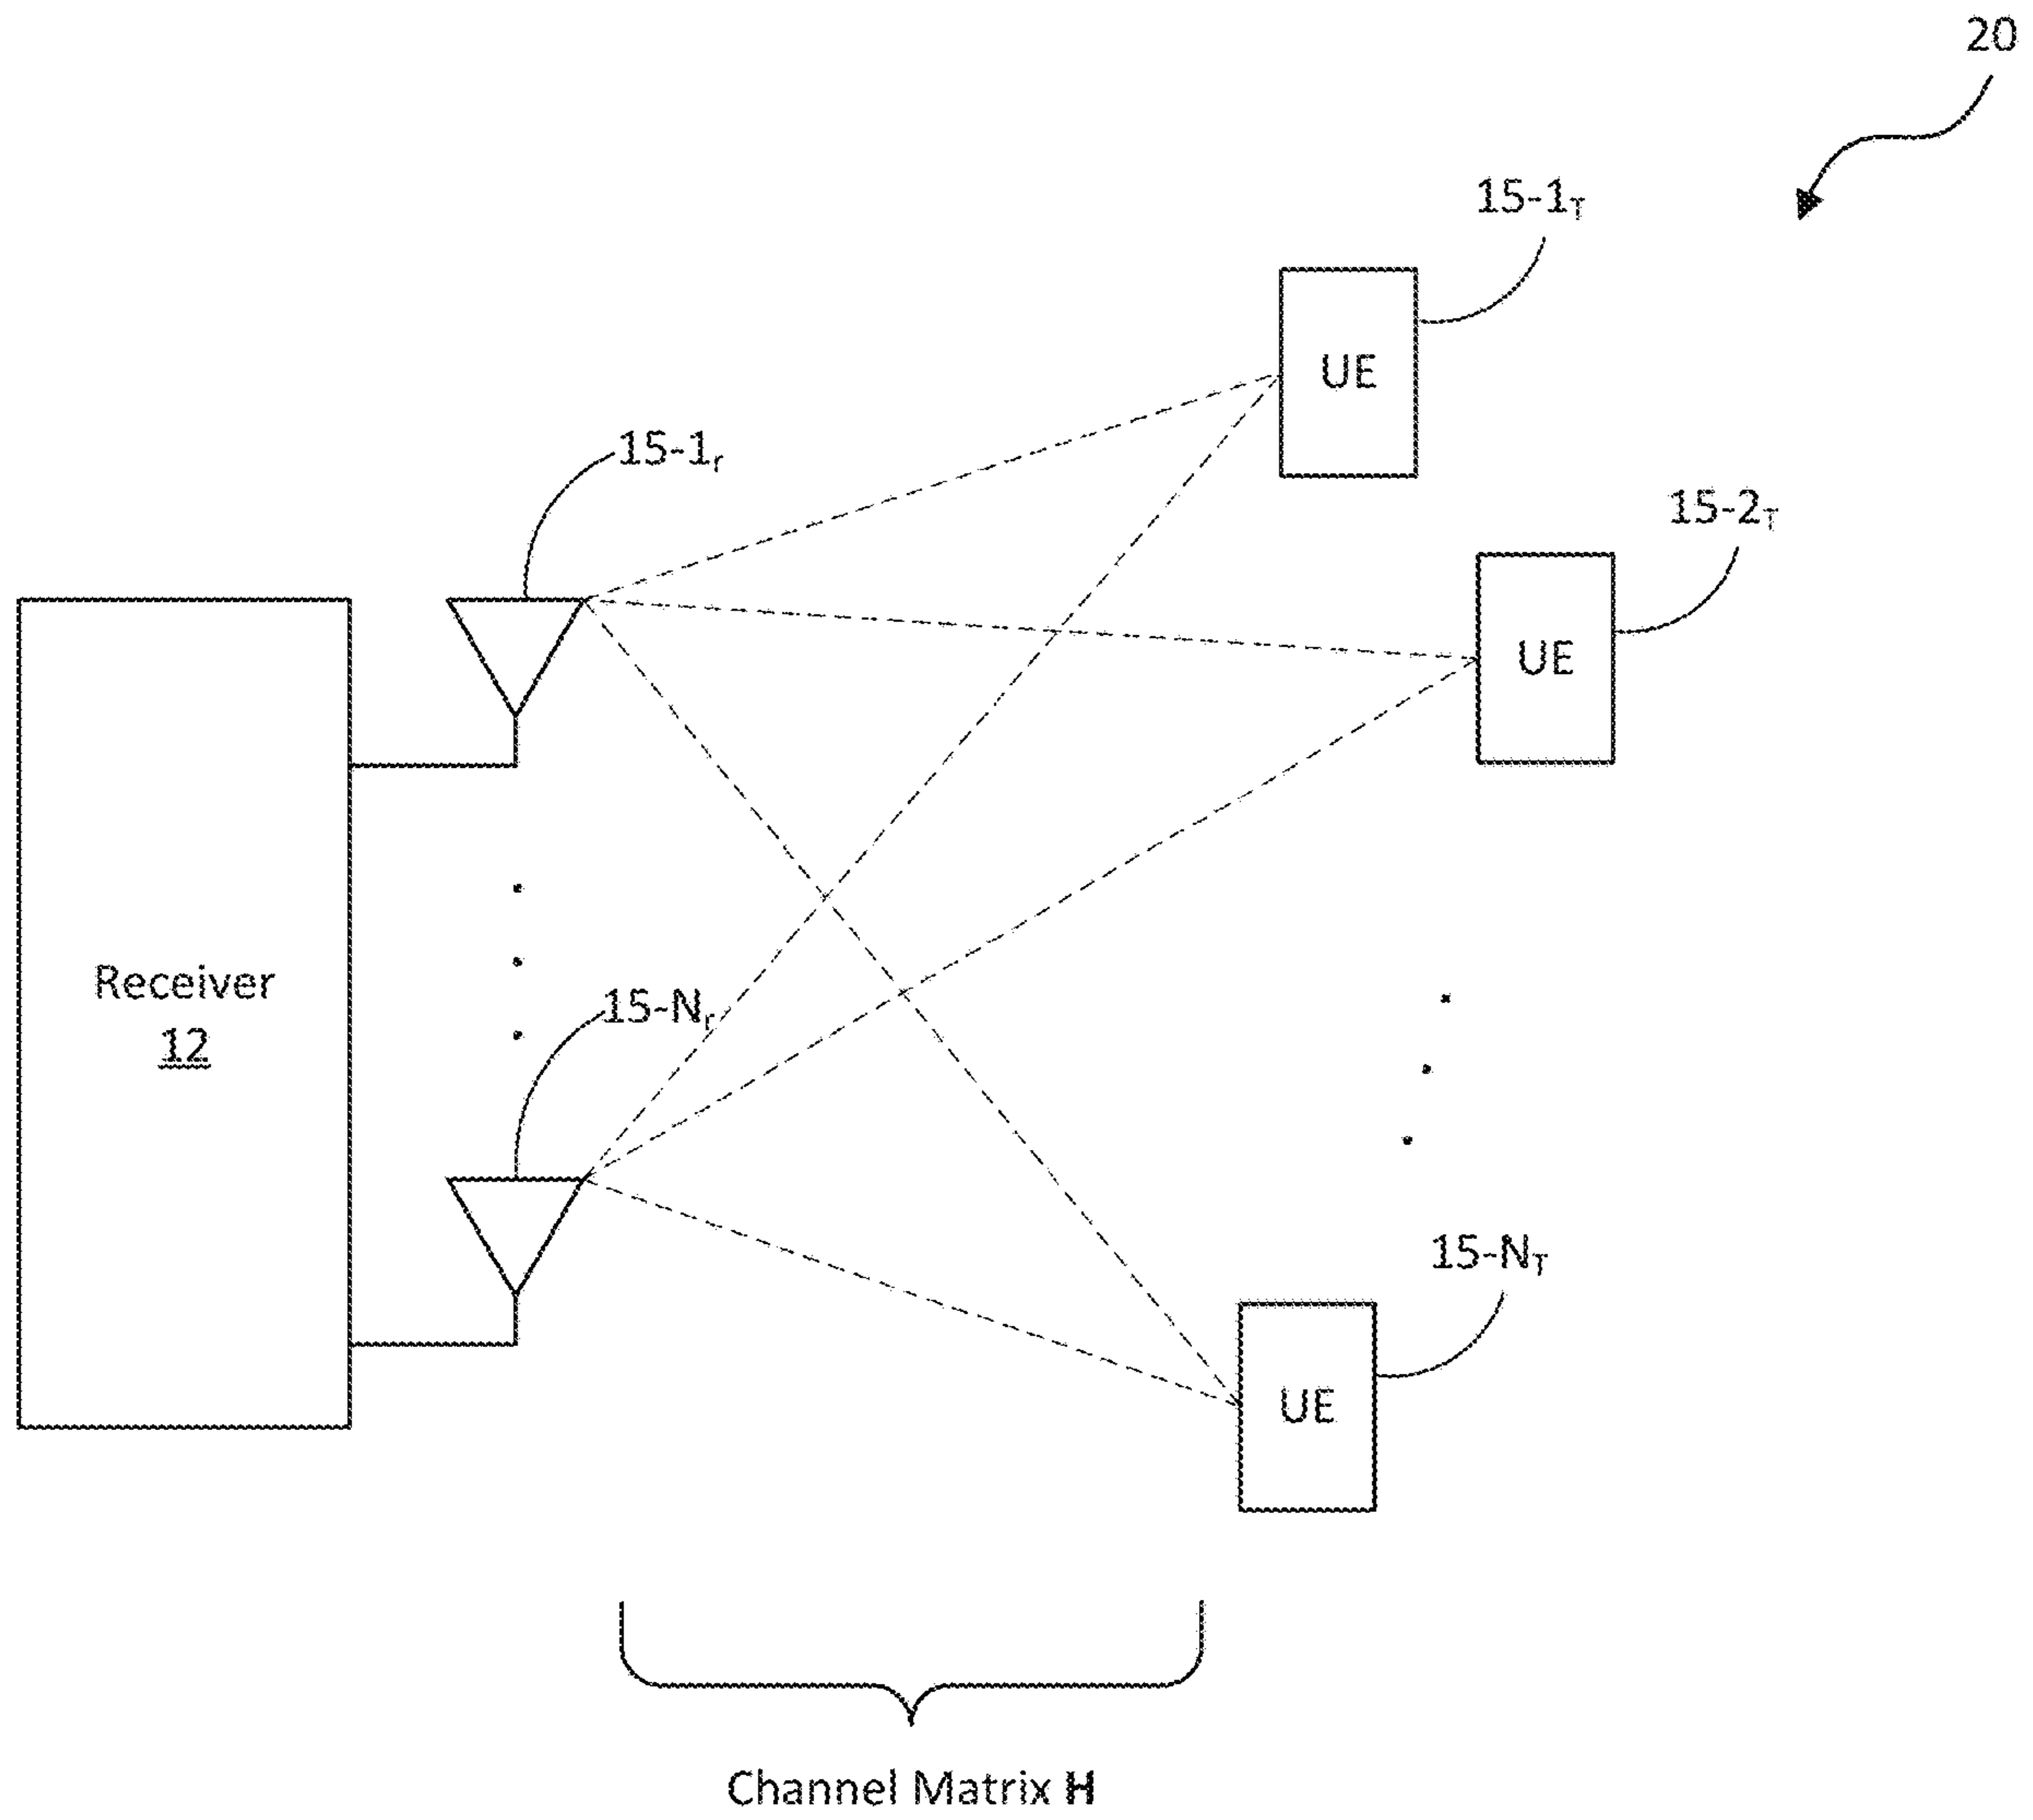 20
15-1T
UE
15-1r
15-2T
UE
Receiver
12
15-Nr
15-NT
UE
Channel Matrix H